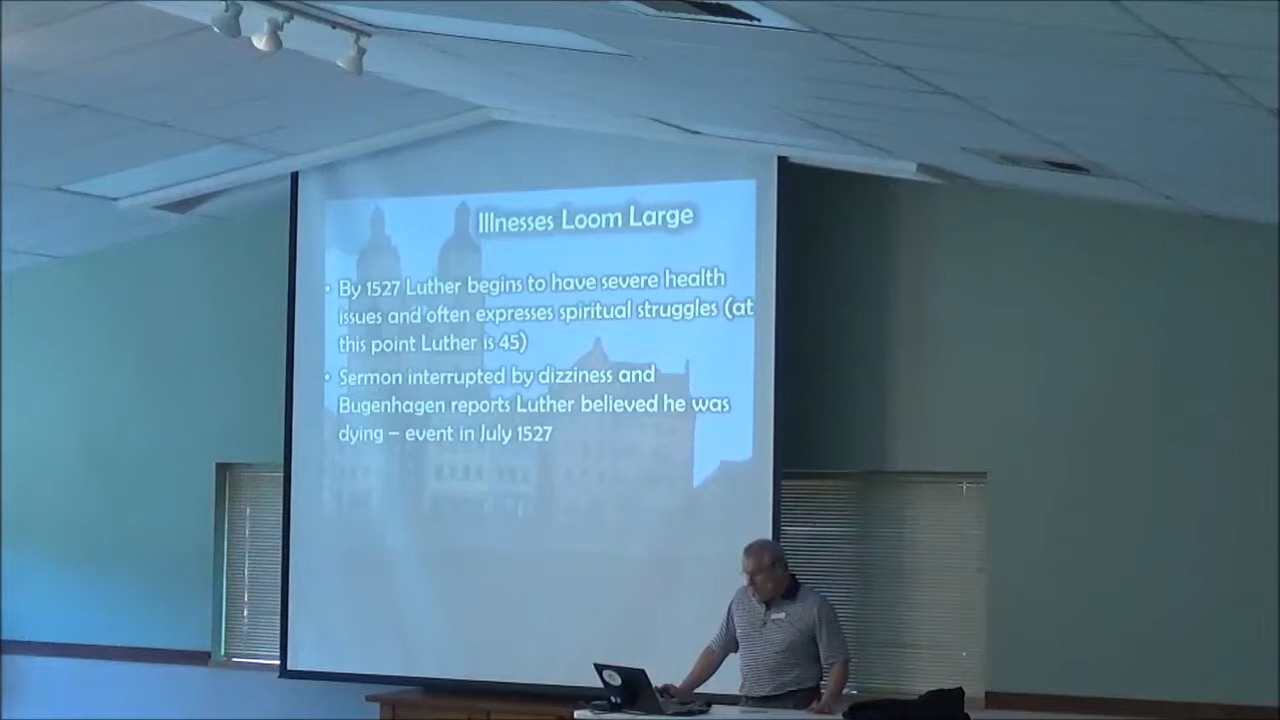 Illnesses Loom Large
• By 1527 Luther begins to have severe health
issues and often expresses spiritual struggles (at
this point Luther is 45)
• Sermon interrupted by dizziness and
Bugenhagen reports Luther believed he was
dying – event in July 1527